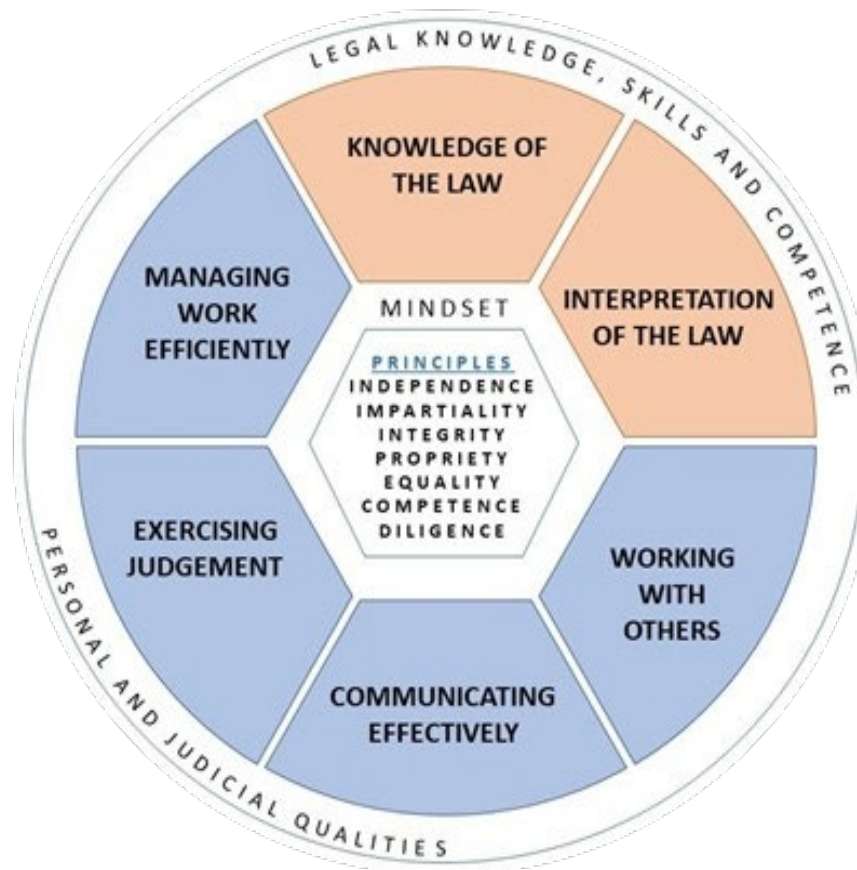 LEGAL KNOWLEDGE, SKILLS AND COMPETENCE
KNOWLEDGE OF
THE LAW
INTERPRETATION
OF THE LAW
WORKING
WITH
OTHERS
COMMUNICATING
EFFECTIVELY
EXERCISING
JUDGEMENT
MANAGING
WORK
EFFICIENTLY
MINDSET
PRINCIPLES
INDEPENDENCE
IMPARTIALITY
INTEGRITY
PROPRIETY
EQUALITY
COMPETENCE
DILIGENCE
PERSONAL AND JUDICIAL QUALITIES